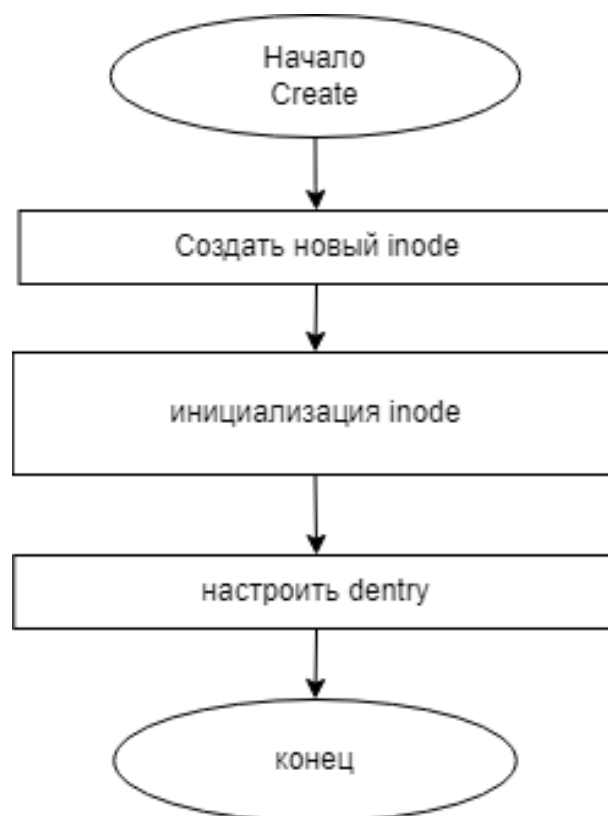 Начало
Create
Создать новый inode
инициализация inode
настроить dentry
конец